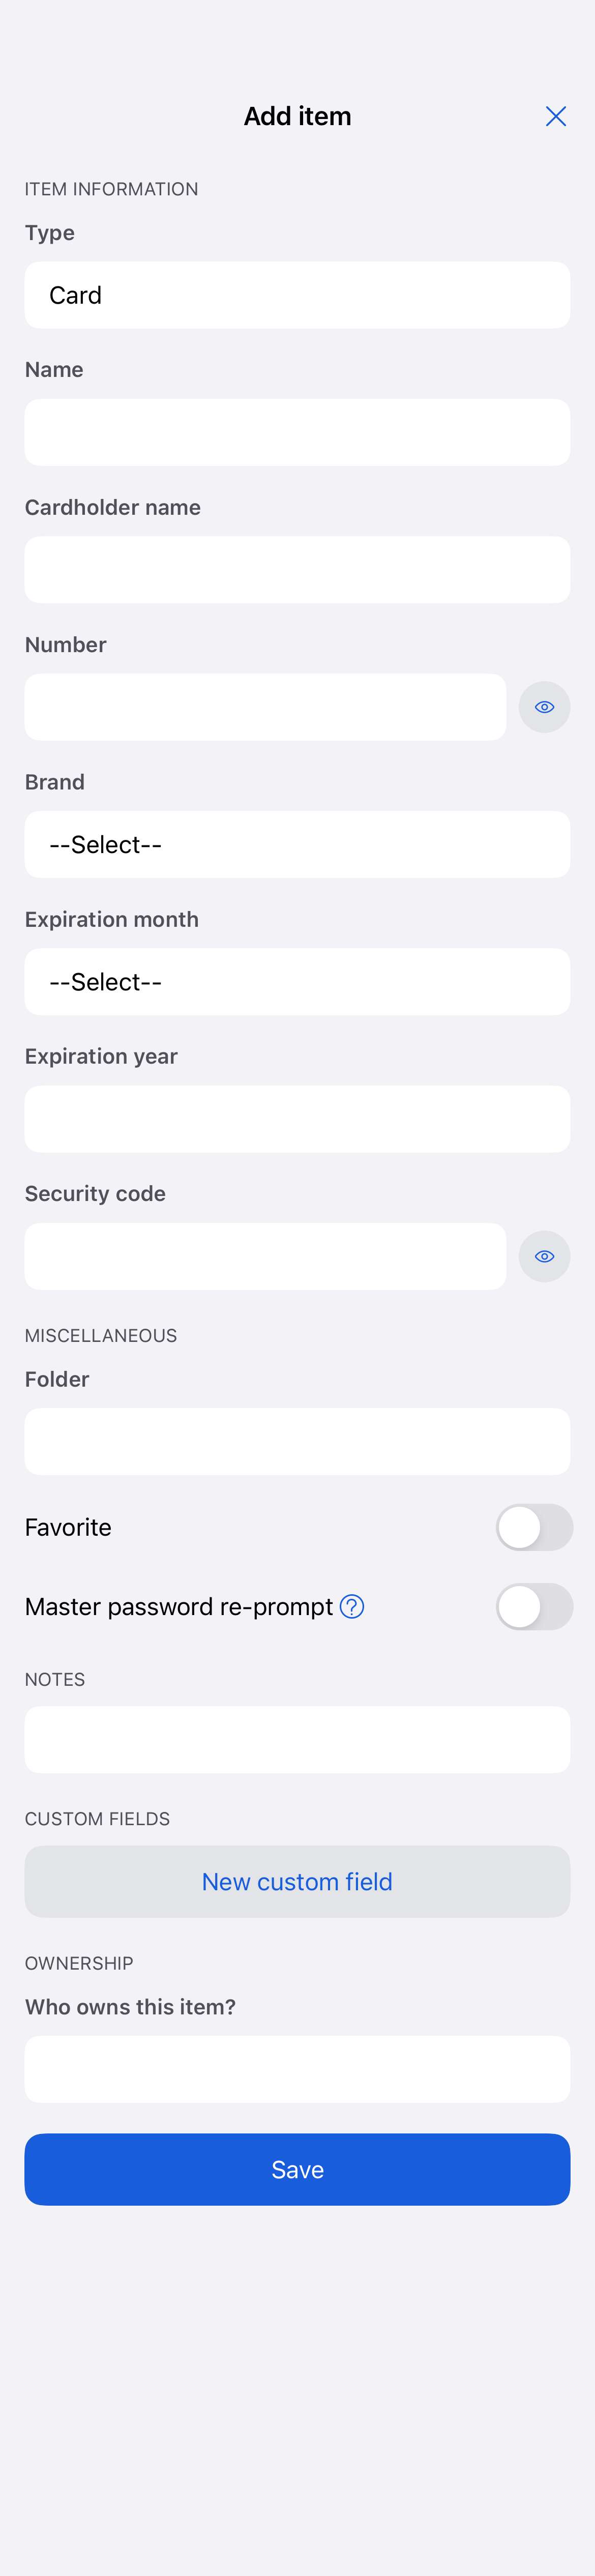 Add item
ITEM INFORMATION
Type
Card
Name
Cardholder name
Number
Brand
--Select--
Expiration month
--Select--
Expiration year
Security code
MISCELLANEOUS
Folder
Favorite
Master password re-prompt
NOTES
CUSTOM FIELDS
New custom field
OWNERSHIP
Who owns this item?
Save